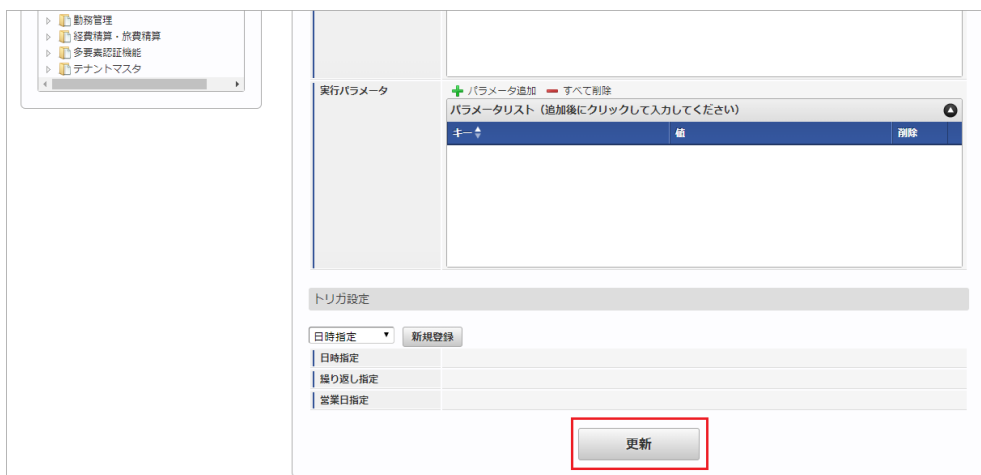 勤務管理
経費精算・旅費精算
多要素認証機能
テナントマスタ
実行パラメータ
パラメータ追加 すべて削除
パラメータリスト（追加後にクリックして入力してください）
キー 値 削除
トリガ設定
日時指定 新規登録
日時指定
繰り返し指定
営業日指定
更新